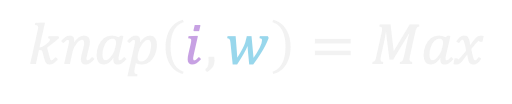 knap(i,w) = Max